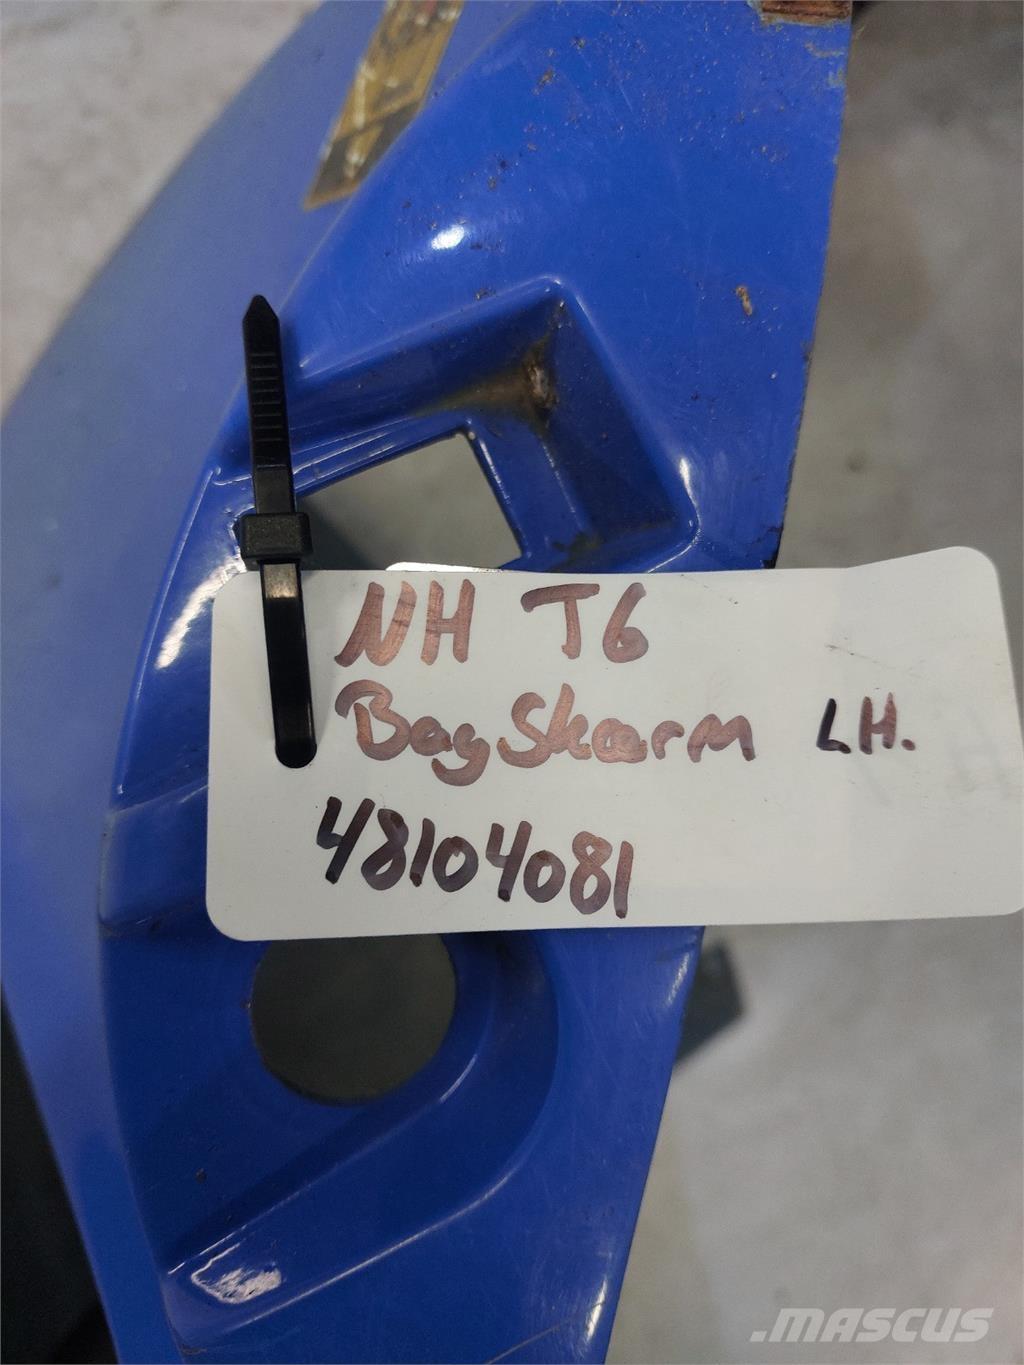 NH T6
Bagskærm LH.
48104081
.MASCUS